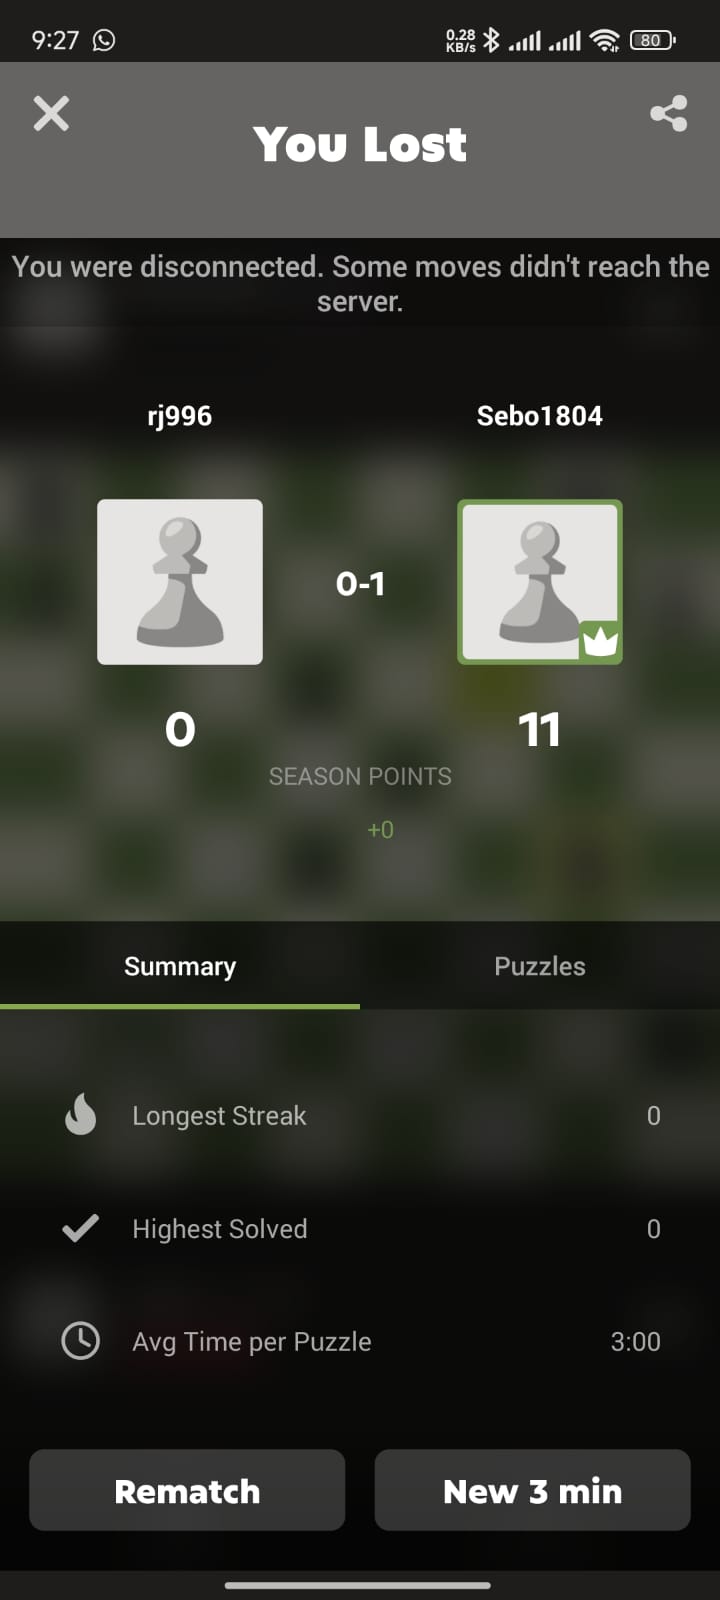 9:27
0.28
KB/s
80
You Lost
You were disconnected. Some moves didn't reach the
server.
rj996
Sebo1804
0-1
0
11
SEASON POINTS
+0
Summary
Puzzles
Longest Streak
0
Highest Solved
0
Avg Time per Puzzle
3:00
Rematch
New 3 min